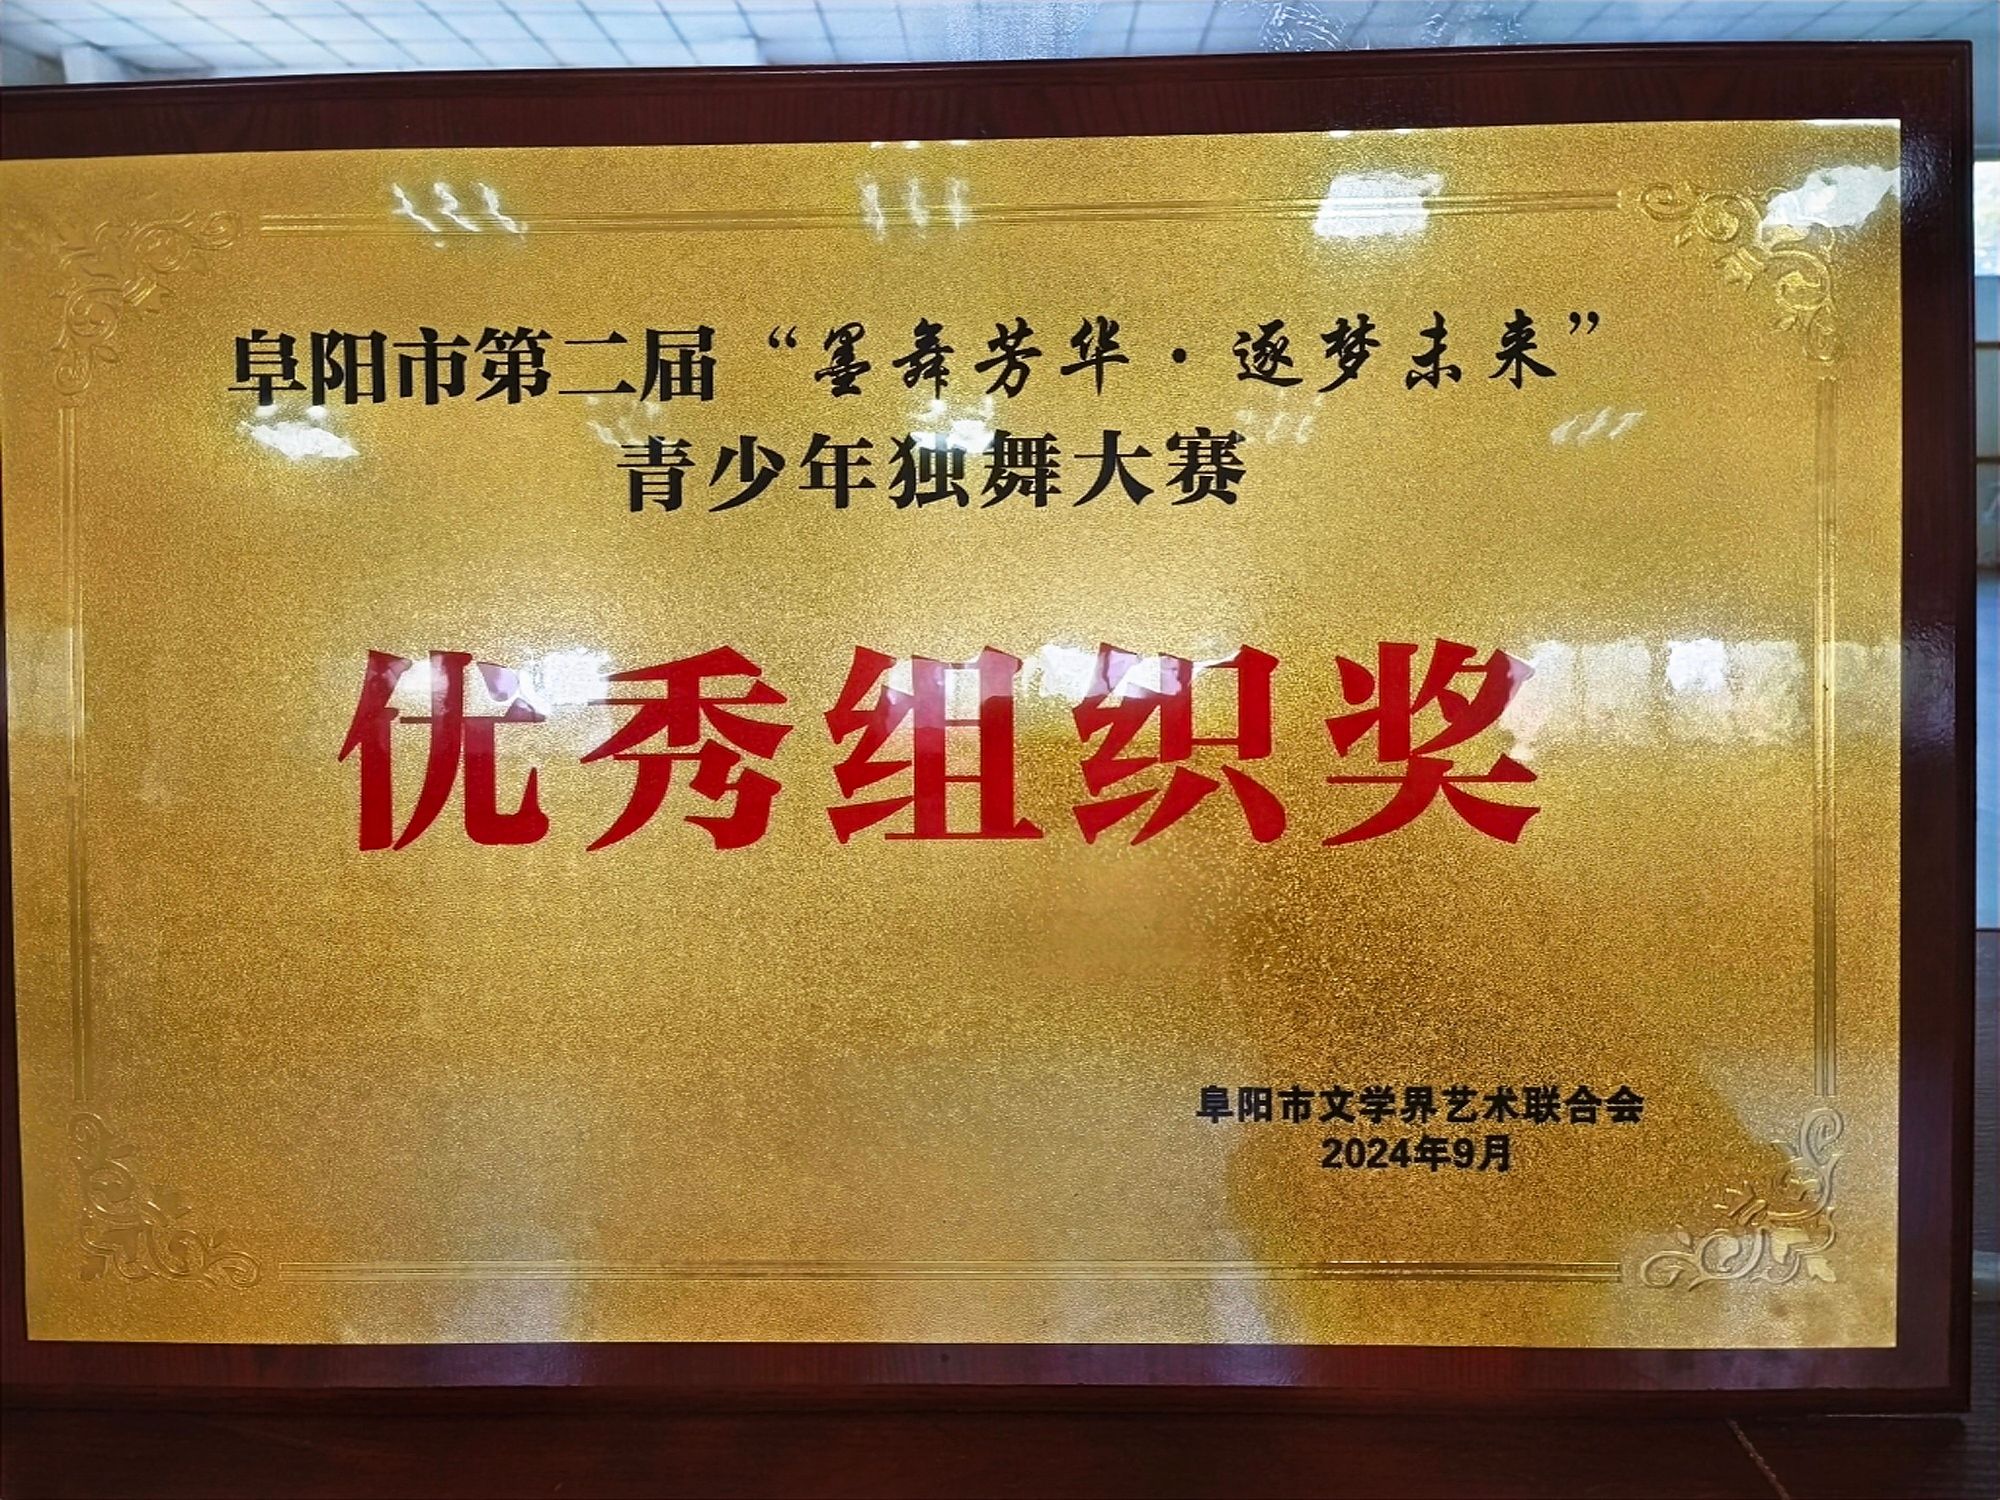 阜阳市第二届“墨舞芳华·逐梦未来”
青少年独舞大赛
优秀组织奖
阜阳市文学界艺术联合会
2024年9月